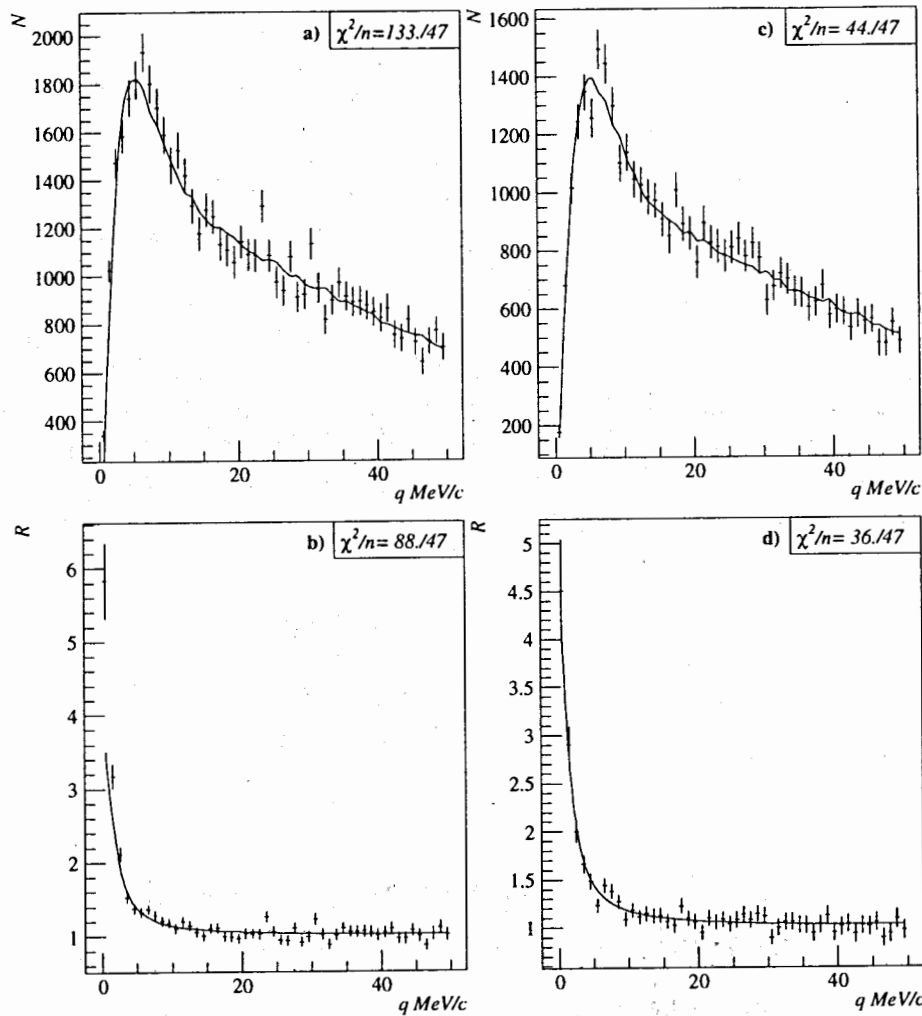 N
a) χ²/n=133./47
2000
1800
1600
1400
1200
1000
800
600
400
0 20 40
q MeV/c
N
c) χ²/n= 44./47
1600
1400
1200
1000
800
600
400
200
0 20 40
q MeV/c
R
b) χ²/n= 88./47
6
5
4
3
2
1
0 20 40
q MeV/c
R
d) χ²/n= 36./47
5
4.5
4
3.5
3
2.5
2
1.5
1
0 20 40
q MeV/c